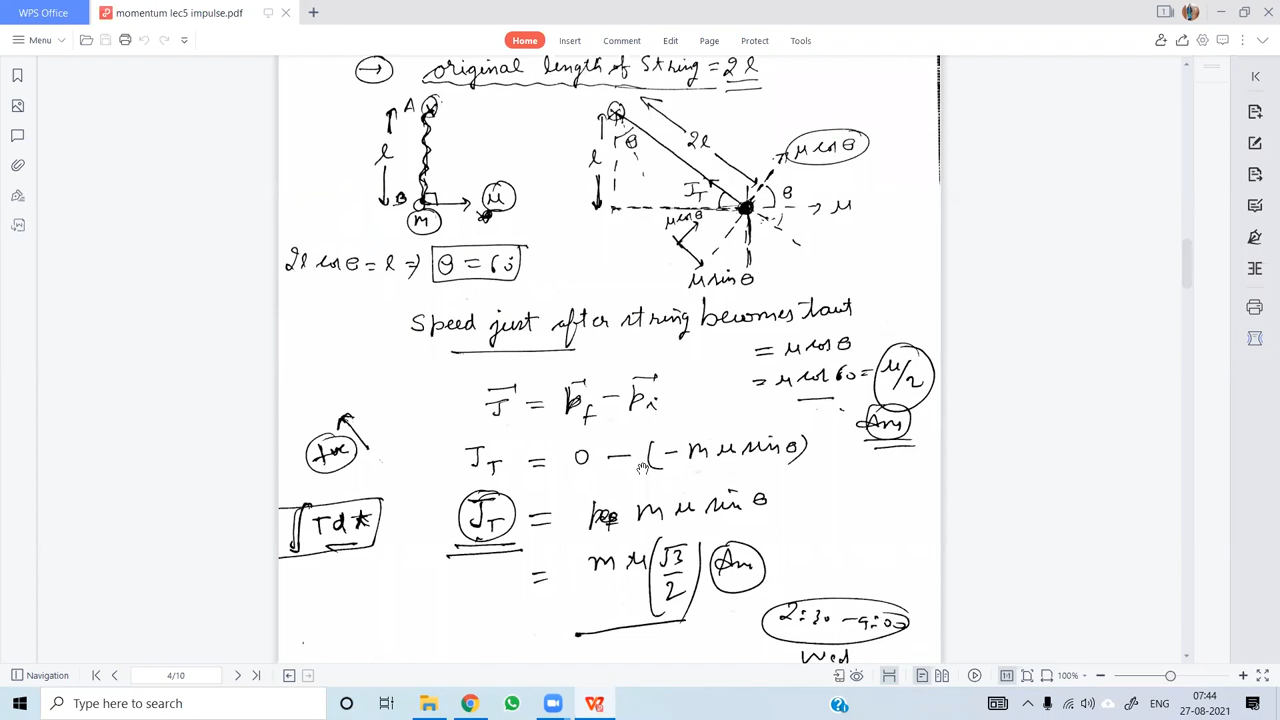 WPS Office
momentum lec5 impulse.pdf
Menu
Home Insert Comment Edit Page Protect Tools
→ original length of string = 2l
A
l
B
m
u
θ
l
2l
u cos θ
J_T
θ
u
u cos θ
u sin θ
2l cos θ = l ⇒ θ = 60
Speed just after string becomes taut
= u cos θ
= u cos 60 = u/2
Ans
J = p_f - p_i
+ve
J_T = 0 - (- m u sin θ)
∫ T dt
J_T = m u sin θ
= m u (√3/2) Ans
2:30 - 4:00
Wed
Navigation
4/10
100%
Type here to search
07:44
27-08-2021